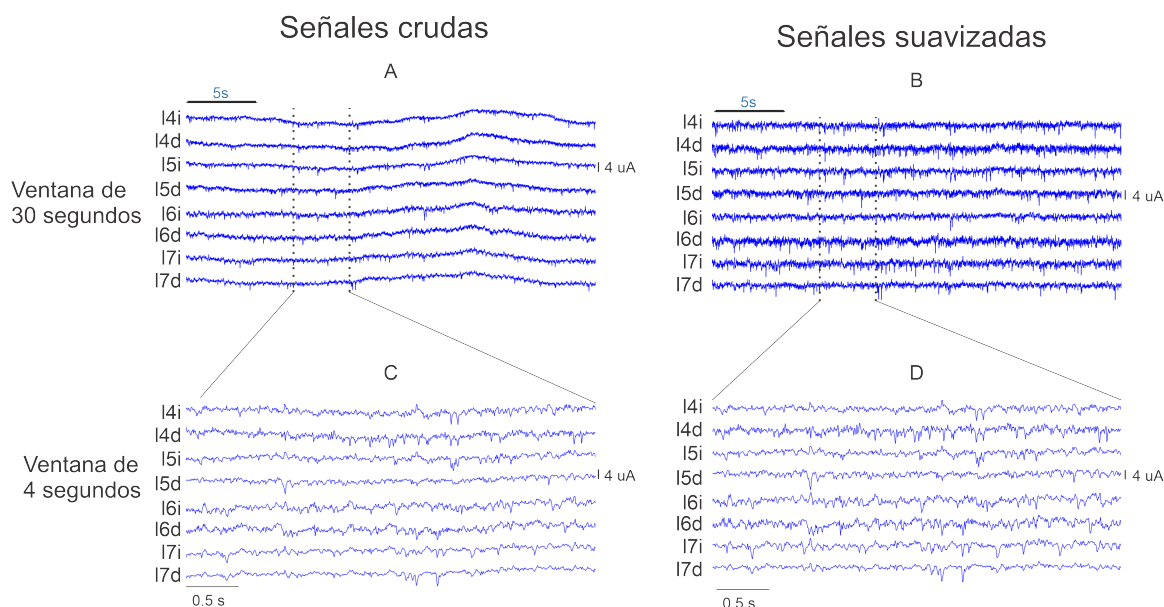 Señales crudas
Señales suavizadas
A
5s
l4i
l4d
l5i
l5d
l6i
l6d
l7i
l7d
4 uA
B
5s
l4i
l4d
l5i
l5d
l6i
l6d
l7i
l7d
4 uA
Ventana de
30 segundos
C
l4i
l4d
l5i
l5d
l6i
l6d
l7i
l7d
4 uA
0.5 s
D
l4i
l4d
l5i
l5d
l6i
l6d
l7i
l7d
4 uA
0.5 s
Ventana de
4 segundos